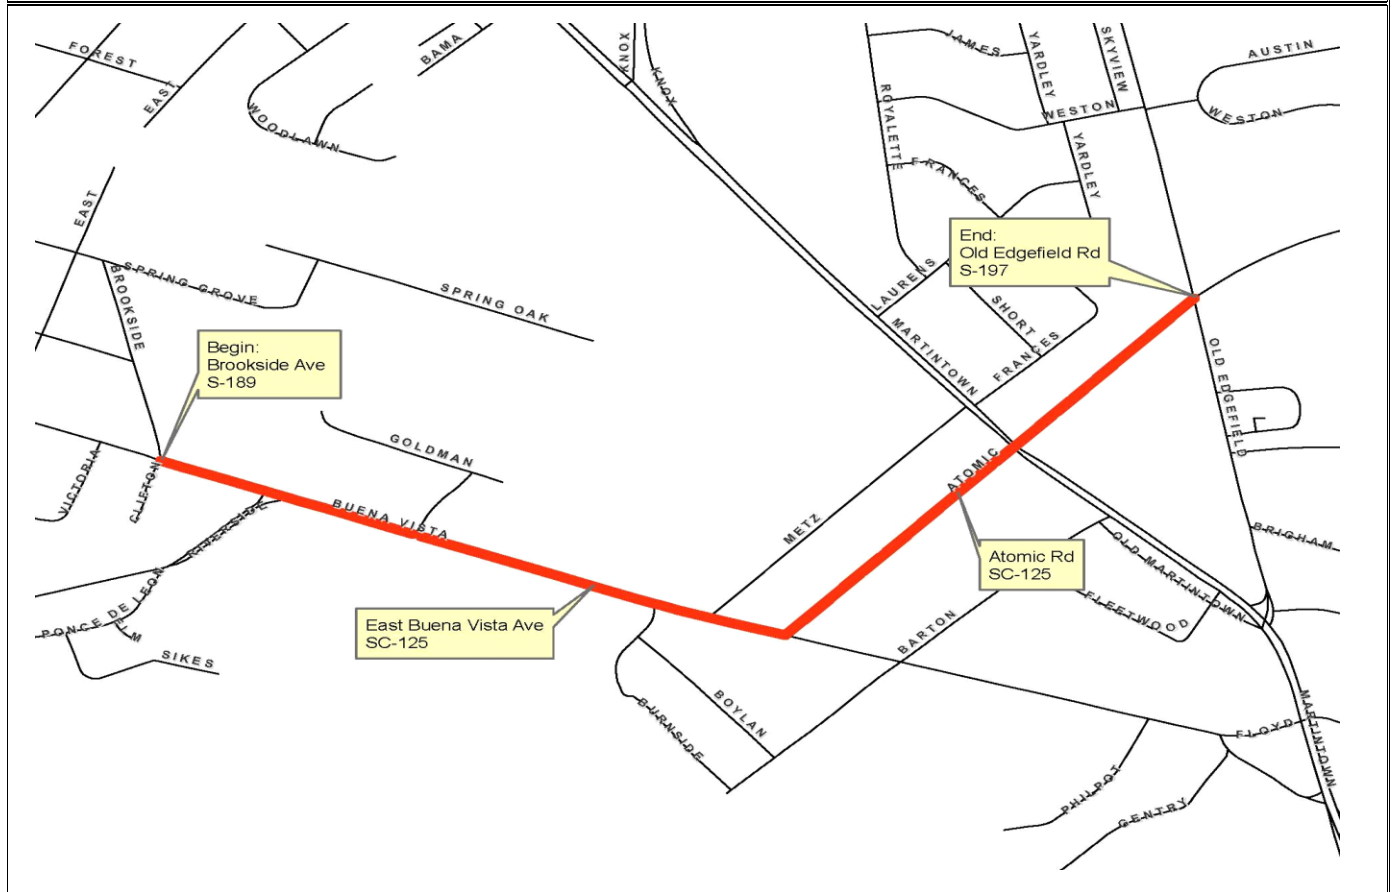 FOREST
EAST
BAMA
WOODLAWN
KNOX
KNOX
JAMES
YARDLEY
SKYVIEW
AUSTIN
WESTON
WESTON
ROYALETTE
FRANCES
YARDLEY
EAST
SPRING GROVE
BROOKSIDE
SPRING OAK
End:
Old Edgefield Rd
S-197
LAURENS
SHORT
MARTINTOWN
FRANCES
Begin:
Brookside Ave
S-189
OLD EDGEFIELD
GOLDMAN
VICTORIA
CLIFTON
RIVERSIDE
BUENA VISTA
ATOMIC
METZ
L
BRIGHAM
Atomic Rd
SC-125
OLD MARTINTOWN
FLEETWOOD
BARTON
PONCE DE LEON
ELM
SIKES
East Buena Vista Ave
SC-125
BOYLAN
BURNSIDE
FLOYD
MARTINTOWN
PHILPOT
GENTRY